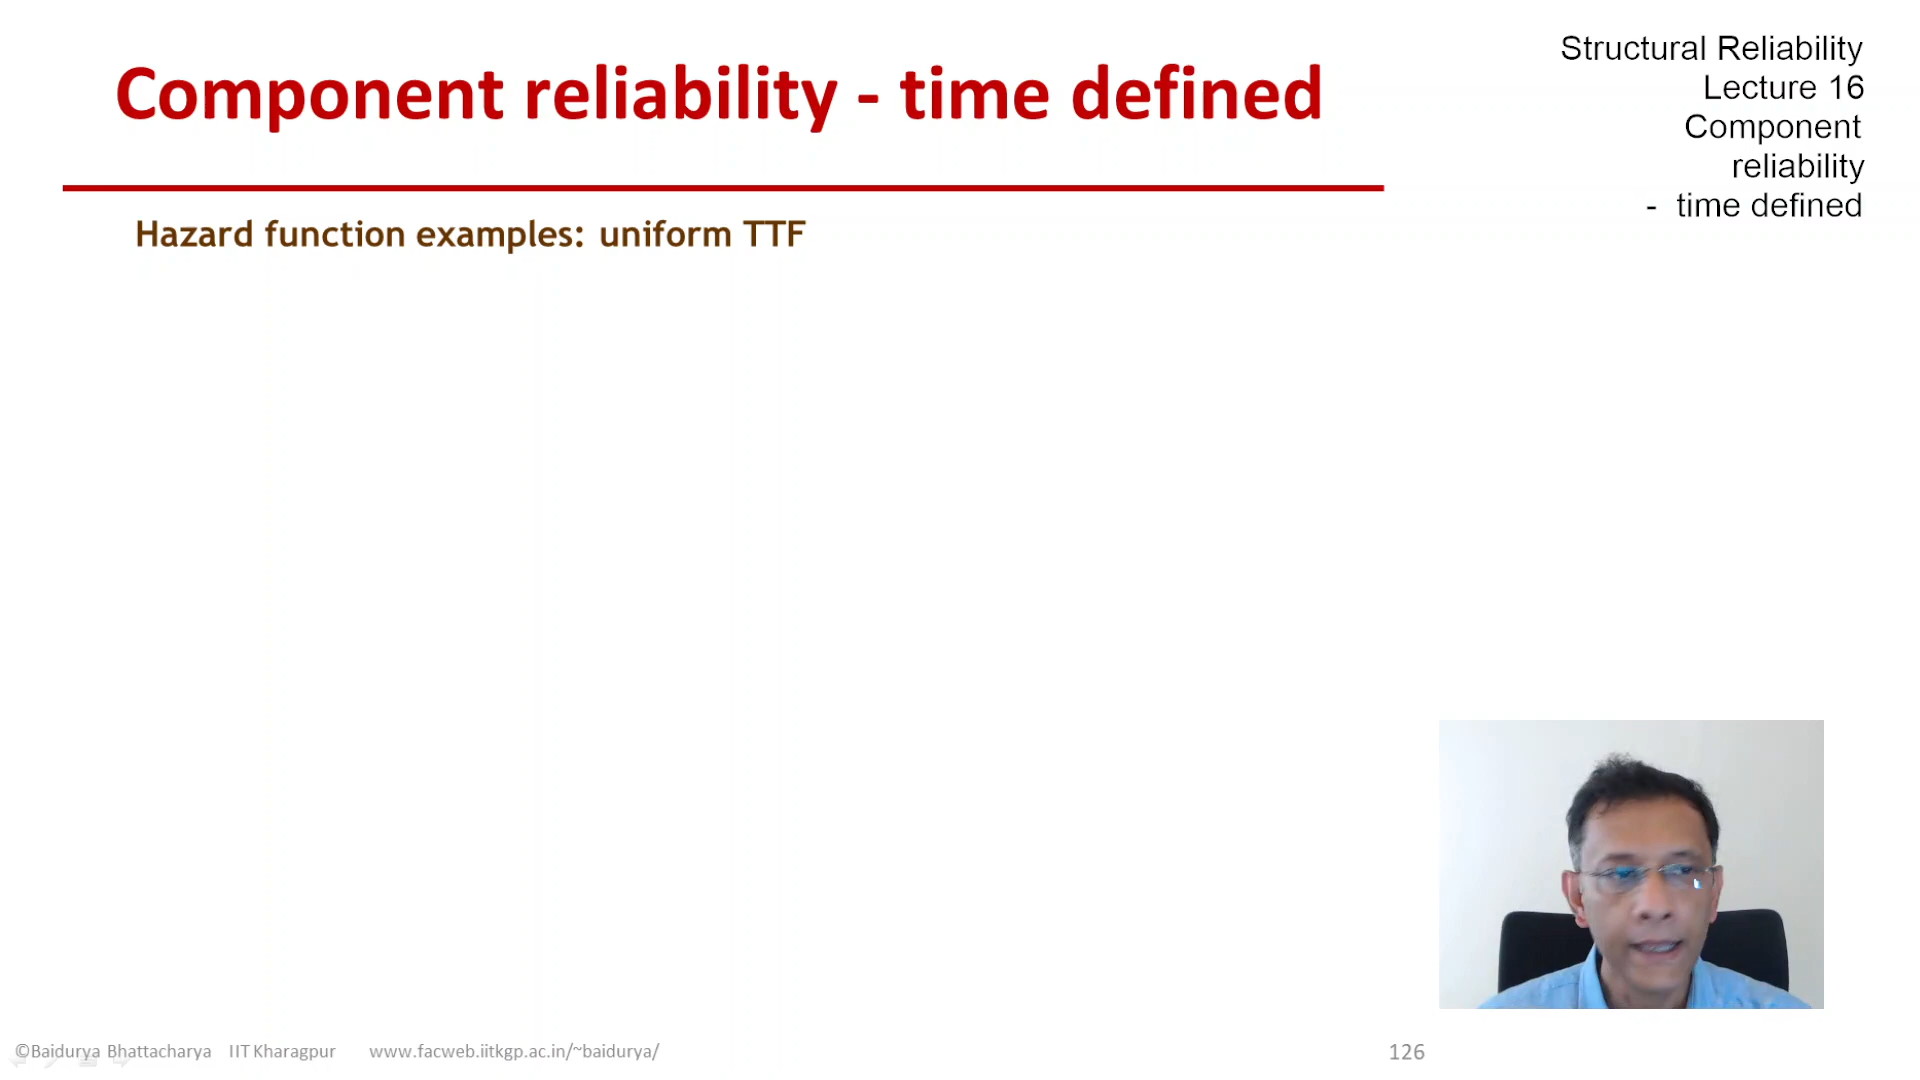 Component reliability - time defined
Structural Reliability
Lecture 16
Component
reliability
- time defined
Hazard function examples: uniform TTF
©Baidurya Bhattacharya IIT Kharagpur www.facweb.iitkgp.ac.in/~baidurya/
126